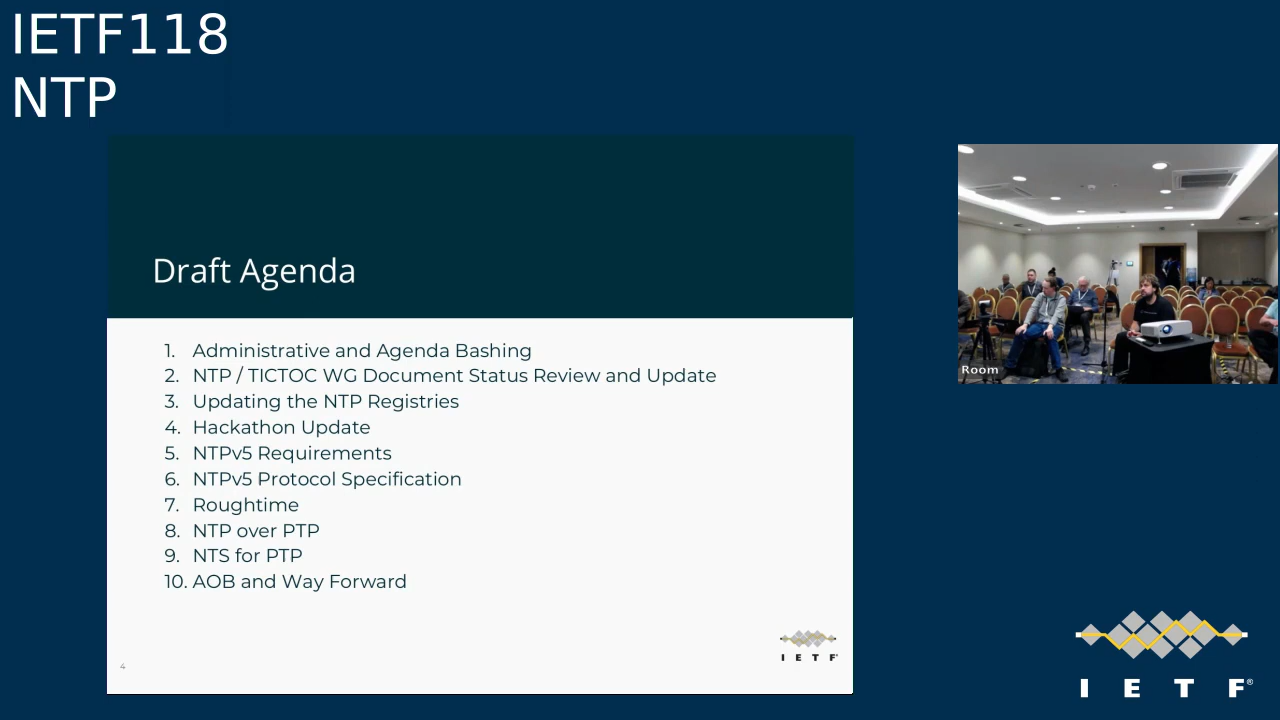 IETF118
NTP
Draft Agenda
1. Administrative and Agenda Bashing
2. NTP / TICTOC WG Document Status Review and Update
3. Updating the NTP Registries
4. Hackathon Update
5. NTPv5 Requirements
6. NTPv5 Protocol Specification
7. Roughtime
8. NTP over PTP
9. NTS for PTP
10. AOB and Way Forward
4
I E T F®
Room
I E T F®